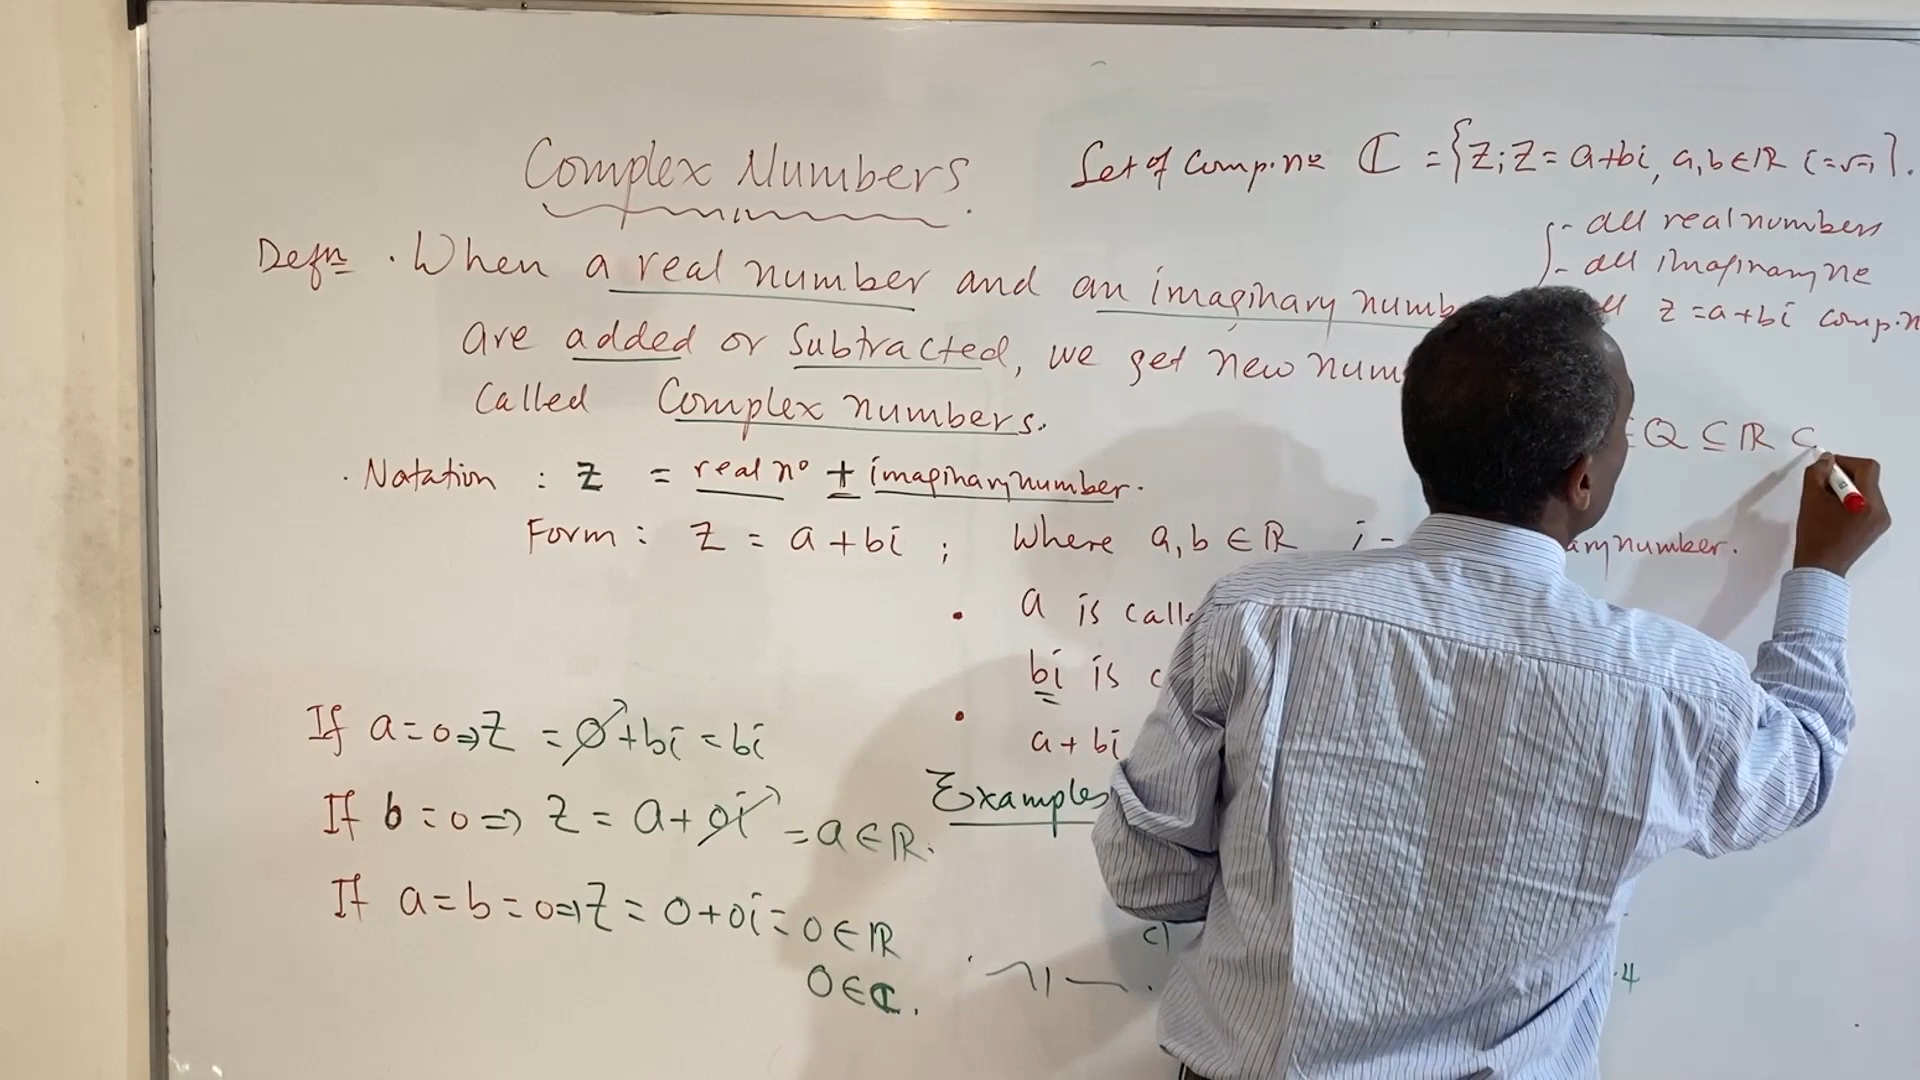 Complex Numbers.
Set of comp.no ℂ = {Z; Z = a+bi, a,b ∈ ℝ i=√-1}.
- all real numbers
- all imaginary no
z = a+bi comp.n
Defn . When a real number and an imaginary numb
are added or Subtracted, we get new num
Called Complex numbers.
ℚ ⊆ ℝ ⊂
. Notation : Z = real no ± imaginary number.
Form : Z = a+bi ; Where a,b ∈ ℝ i - ary number.
• a is calle
bi is c
• a + bi
If a=0 ⇒ Z = 0+bi = bi
If b=0 ⇒ Z = a+0i = a ∈ ℝ.
If a=b=0 ⇒ Z = 0+0i = 0 ∈ ℝ
0 ∈ ℂ.
Examples
c)
.4